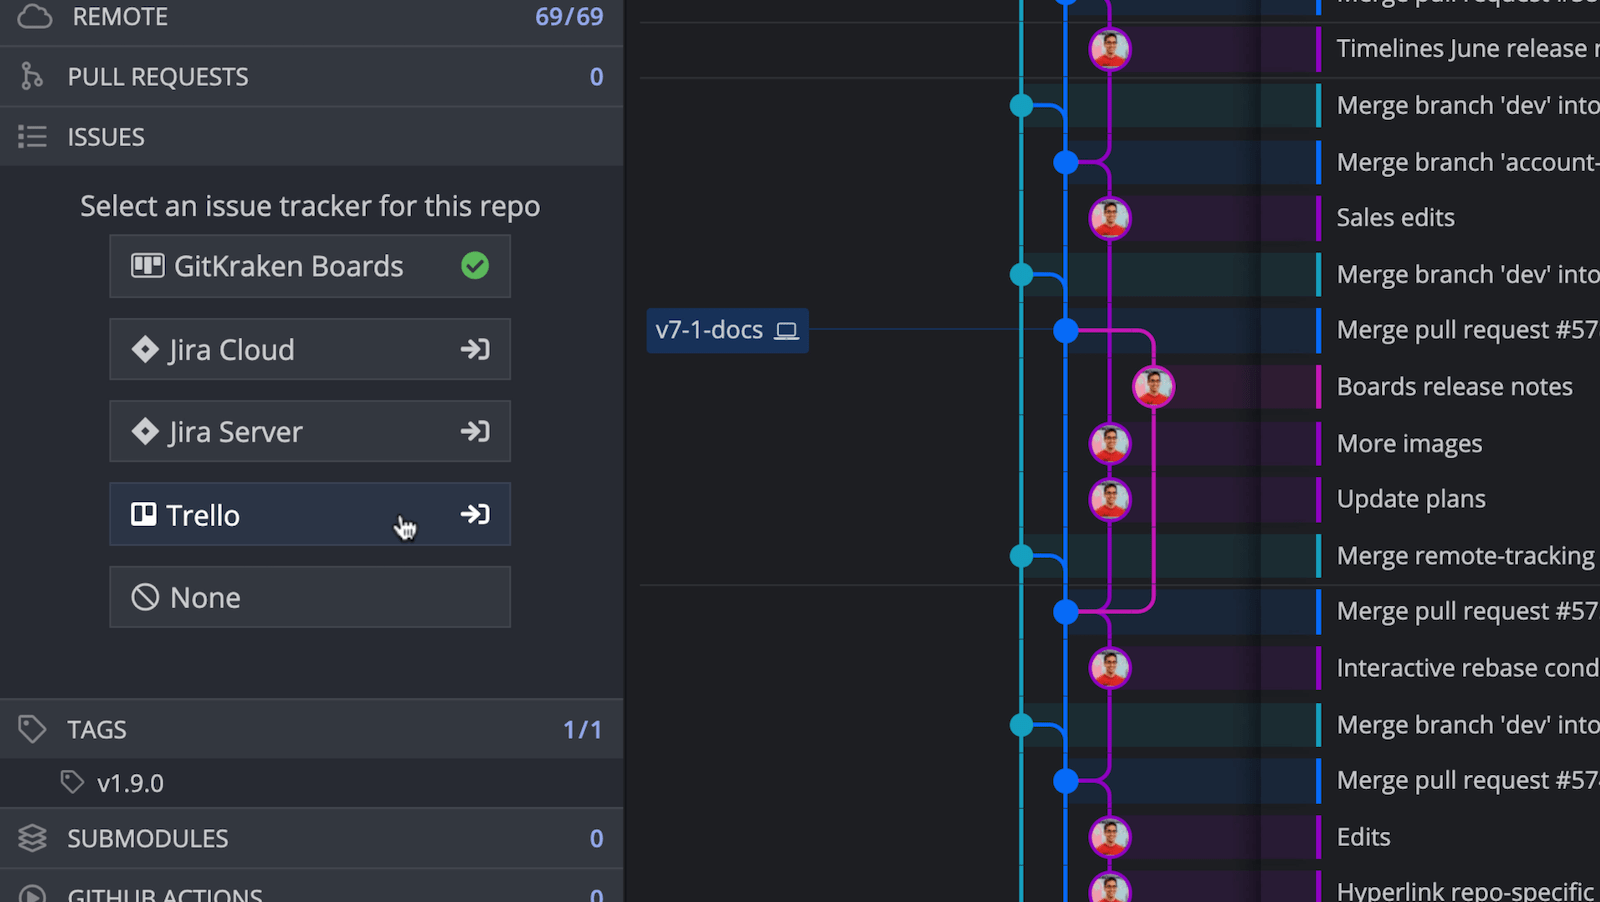 REMOTE 69/69
PULL REQUESTS 0
ISSUES
Select an issue tracker for this repo
GitKraken Boards
Jira Cloud
Jira Server
Trello
None
TAGS 1/1
v1.9.0
SUBMODULES 0
GITHUB ACTIONS 0
v7-1-docs
Merge pull request
Timelines June release
Merge branch 'dev' into
Merge branch 'account-
Sales edits
Merge branch 'dev' into
Merge pull request #57
Boards release notes
More images
Update plans
Merge remote-tracking
Merge pull request #57
Interactive rebase cond
Merge branch 'dev' into
Merge pull request #57
Edits
Hyperlink repo-specific